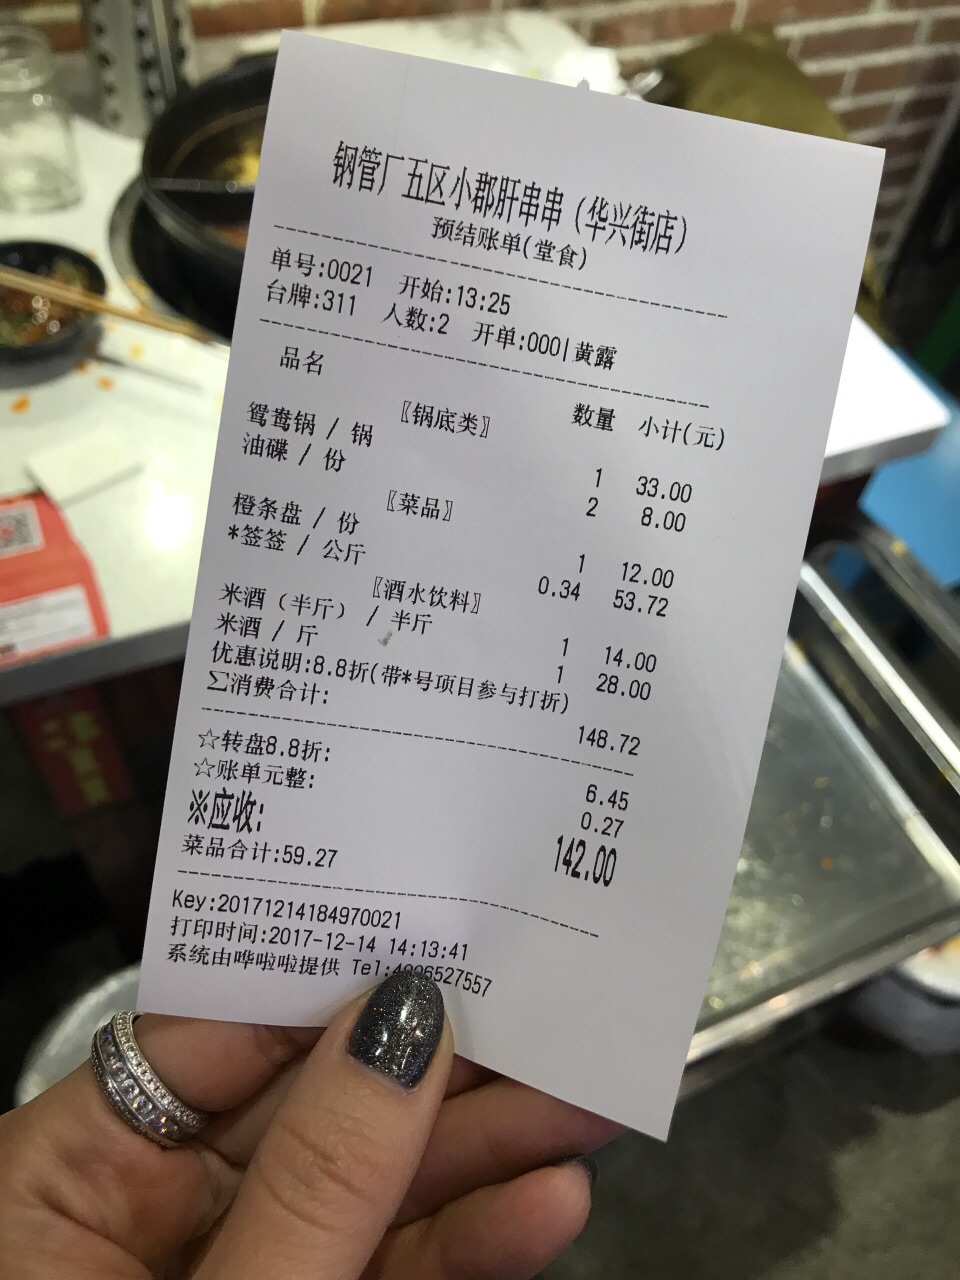 钢管厂五区小郡肝串串（华兴街店）
预结账单(堂食)
单号:0021 开始:13:25
台牌:311 人数:2 开单:000|黄露
品名 数量 小计(元)
〖锅底类〗
鸳鸯锅 / 锅 1 33.00
油碟 / 份 2 8.00
〖菜品〗
橙条盘 / 份 1 12.00
*签签 / 公斤 0.34 53.72
〖酒水饮料〗
米酒（半斤） / 半斤 1 14.00
米酒 / 斤 1 28.00
优惠说明:8.8折(带*号项目参与打折)
∑消费合计: 148.72
☆转盘8.8折: 6.45
☆账单元整: 0.27
※应收: 142.00
菜品合计:59.27
Key:20171214184970021
打印时间:2017-12-14 14:13:41
系统由哗啦啦提供 Tel:4006527557